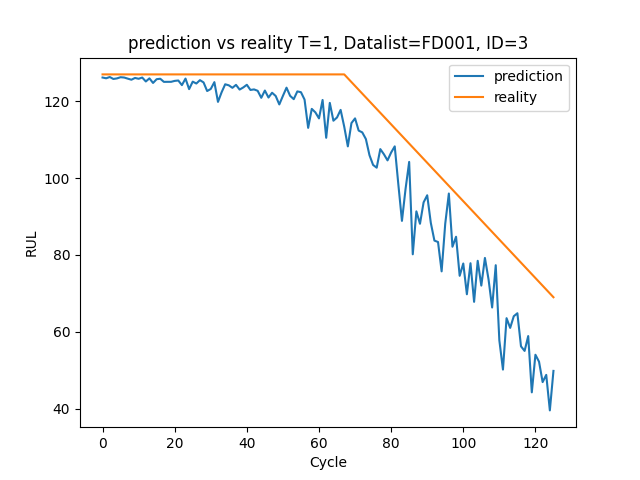 prediction vs reality T=1, Datalist=FD001, ID=3
prediction
reality
RUL
120
100
80
60
40
0 20 40 60 80 100 120
Cycle